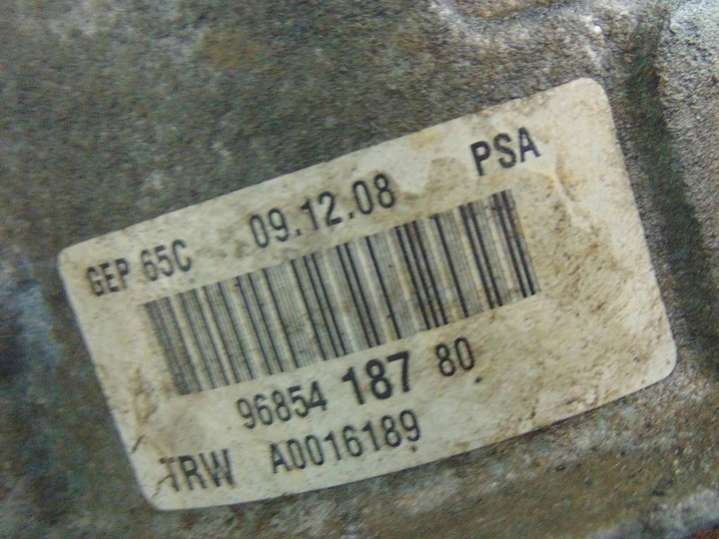 GEP 65C 09.12.08 PSA
96854 187 80
TRW A0016189